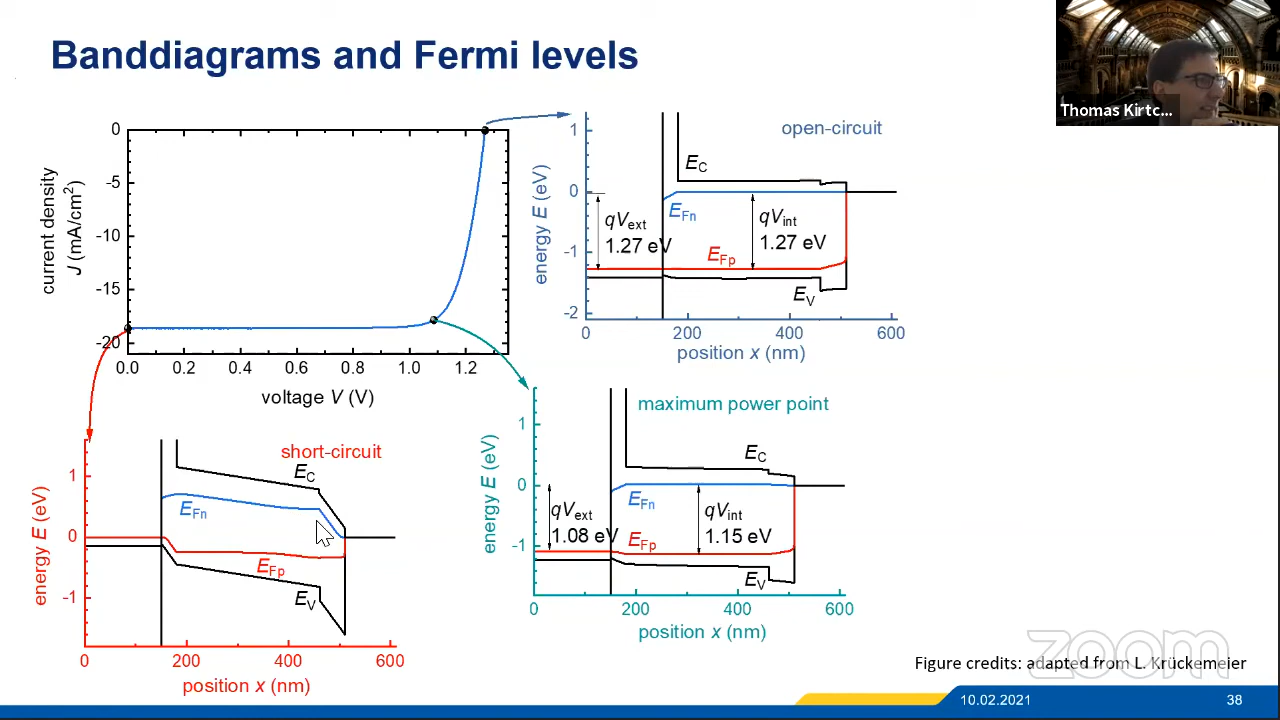 Banddiagrams and Fermi levels
Thomas Kirtc...
current density
J (mA/cm²)
0
-5
-10
-15
-20
0.0 0.2 0.4 0.6 0.8 1.0 1.2
voltage V (V)
open-circuit
energy E (eV)
1
0
-1
-2
E_C
qV_ext
1.27 eV
E_Fn
qV_int
1.27 eV
E_Fp
E_V
0 200 400 600
position x (nm)
short-circuit
energy E (eV)
1
0
-1
E_C
E_Fn
E_Fp
E_V
0 200 400 600
position x (nm)
maximum power point
energy E (eV)
1
0
-1
E_C
qV_ext
1.08 eV
E_Fn
qV_int
1.15 eV
E_Fp
E_V
0 200 400 600
position x (nm)
zoom
Figure credits: adapted from L. Krückemeier
10.02.2021 38